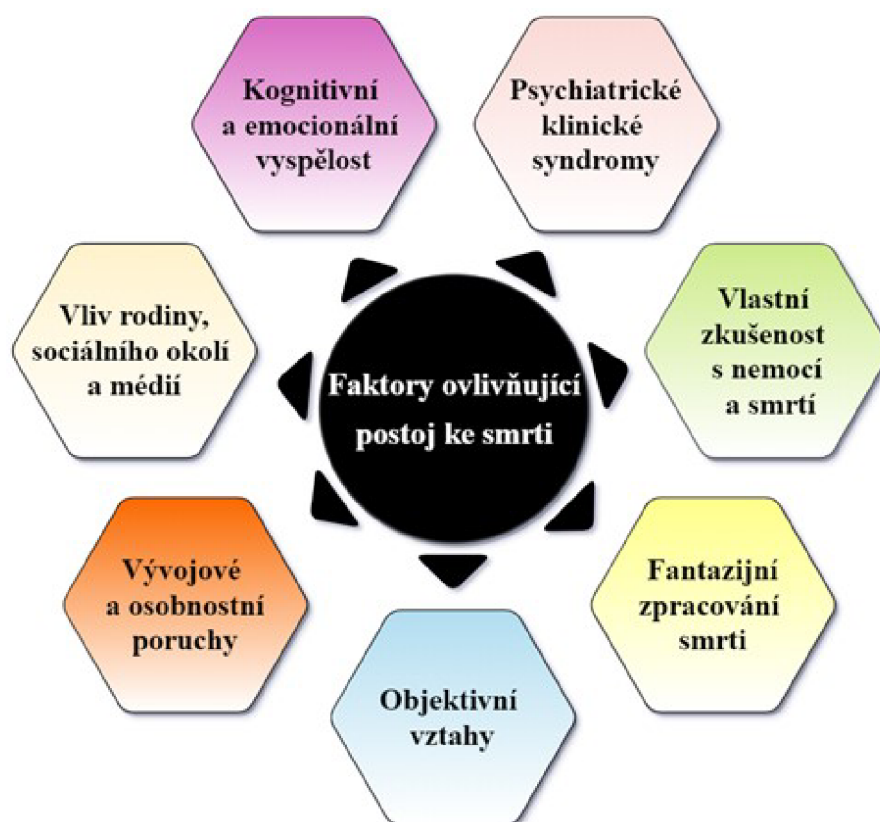 Kognitivní
a emocionální
vyspělost
Psychiatrické
klinické
syndromy
Vliv rodiny,
sociálního okolí
a médií
Faktory ovlivňující
postoj ke smrti
Vlastní
zkušenost
s nemocí
a smrtí
Vývojové
a osobnostní
poruchy
Fantazijní
zpracování
smrti
Objektivní
vztahy